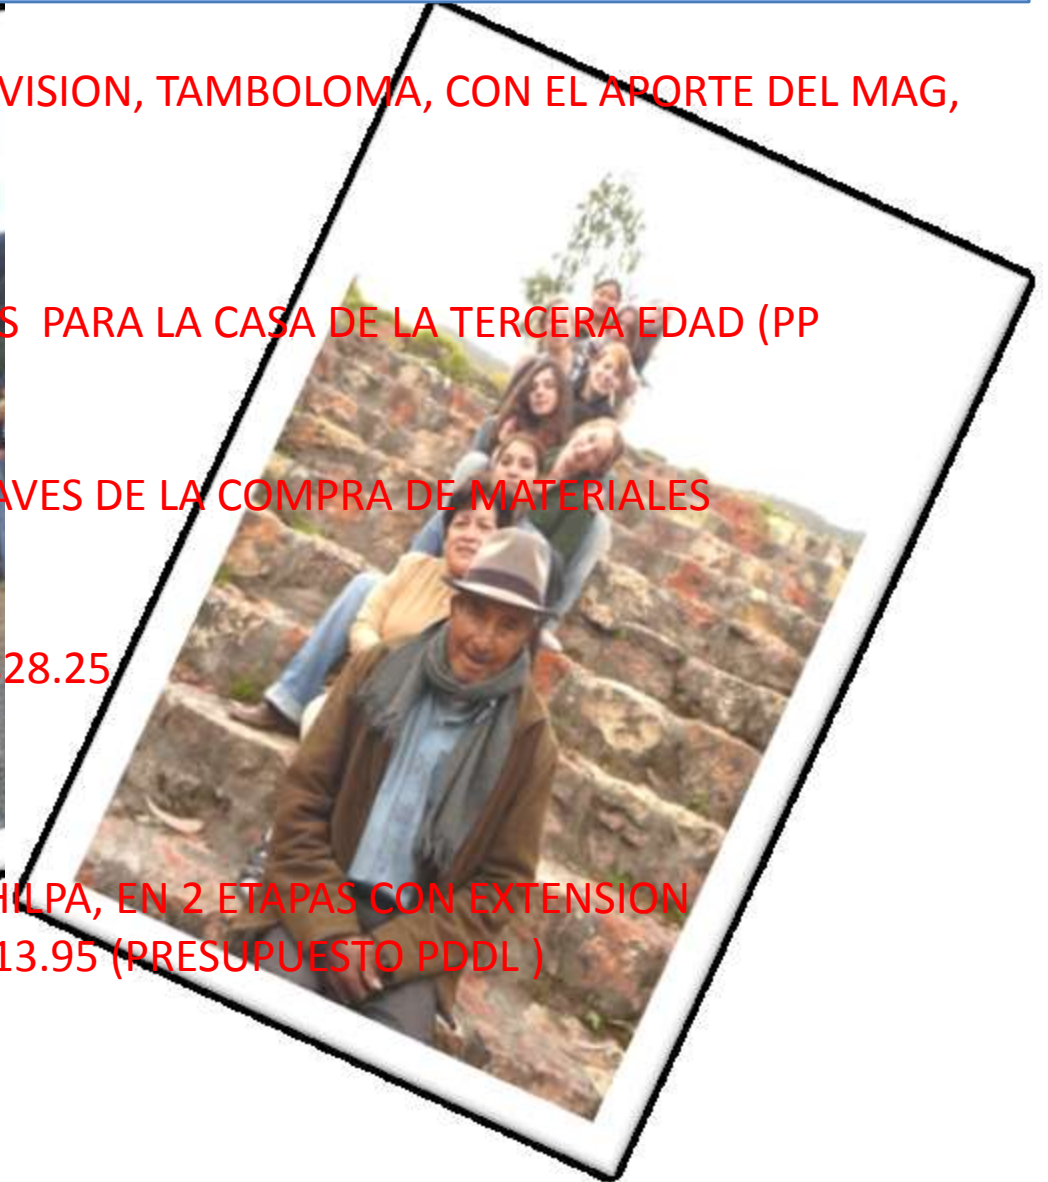 VISION, TAMBOLOMA, CON EL APORTE DEL MAG,
S PARA LA CASA DE LA TERCERA EDAD (PP
AVES DE LA COMPRA DE MATERIALES
28.25
HILPA, EN 2 ETAPAS CON EXTENSION
13.95 (PRESUPUESTO PDDL )